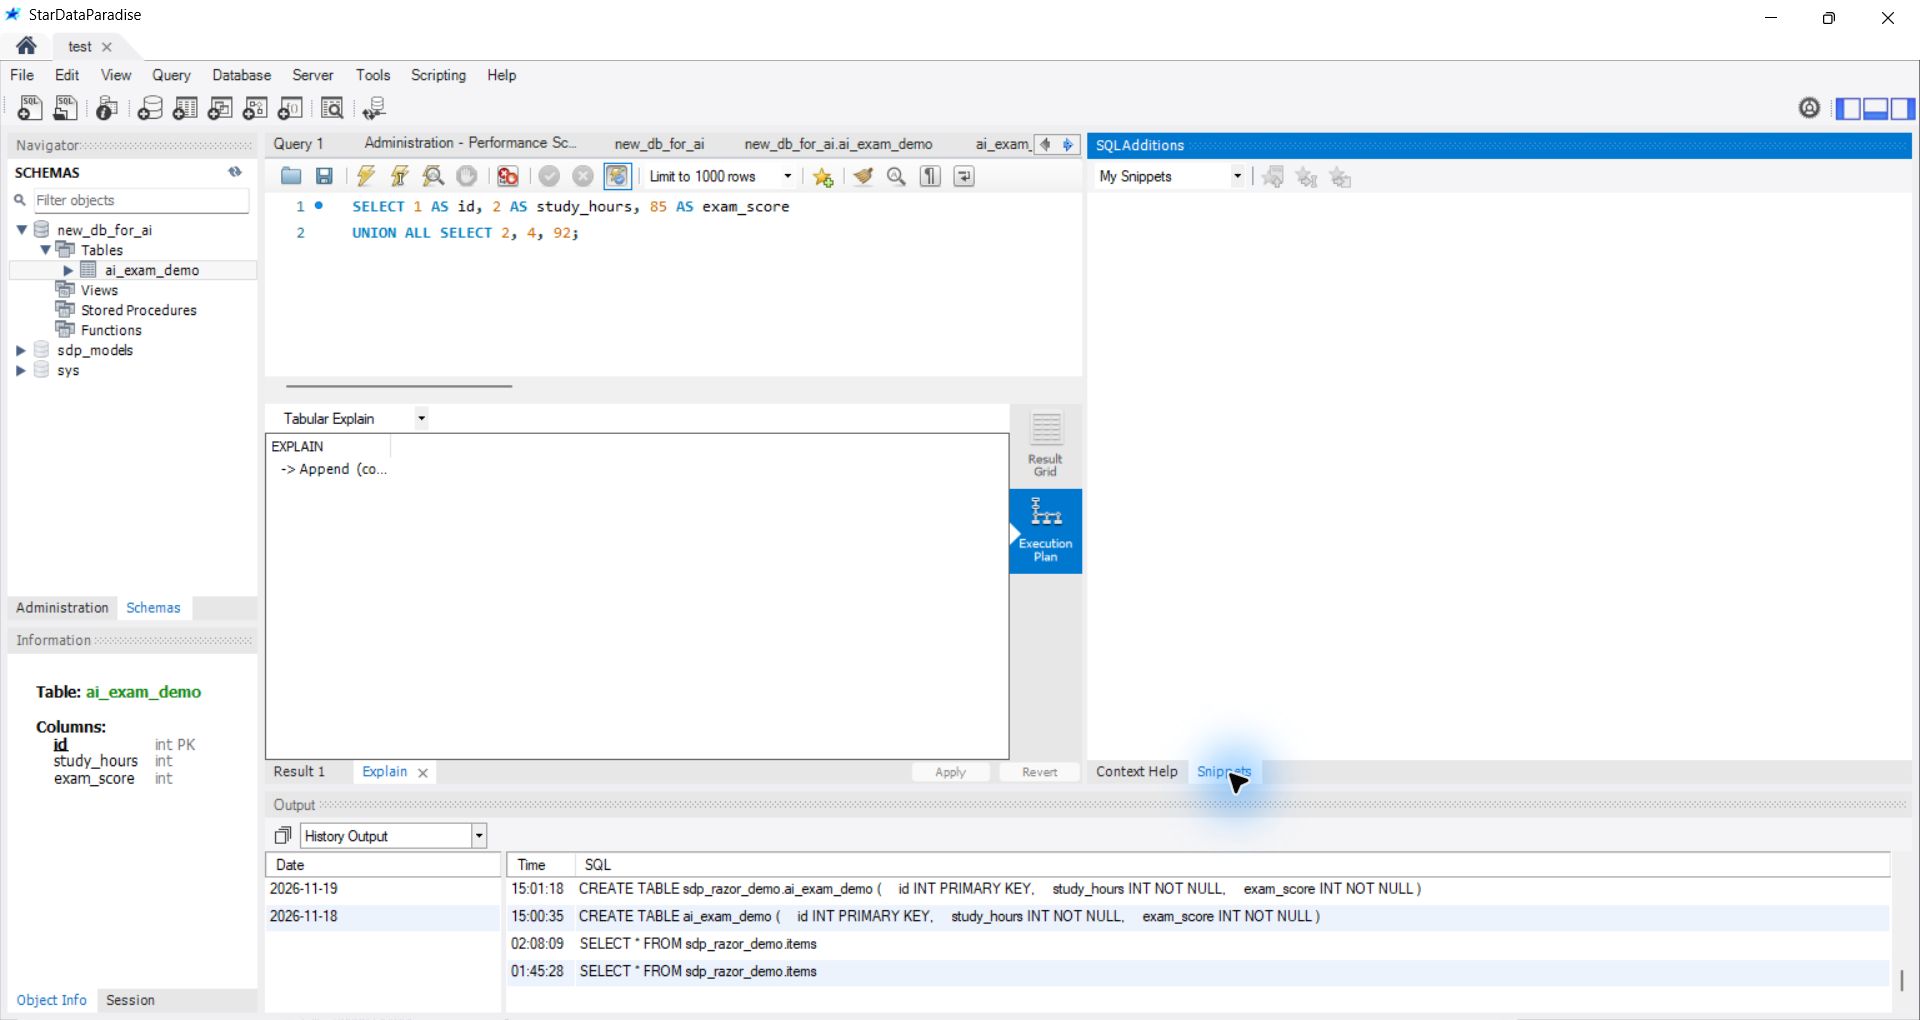 StarDataParadise
test
File Edit View Query Database Server Tools Scripting Help
Navigator
SCHEMAS
Filter objects
new_db_for_ai
Tables
ai_exam_demo
Views
Stored Procedures
Functions
sdp_models
sys
Administration Schemas
Information
Table: ai_exam_demo
Columns:
id int PK
study_hours int
exam_score int
Object Info Session
Query 1 Administration - Performance Sc... new_db_for_ai new_db_for_ai.ai_exam_demo ai_exam_
Limit to 1000 rows
1 SELECT 1 AS id, 2 AS study_hours, 85 AS exam_score
2 UNION ALL SELECT 2, 4, 92;
Tabular Explain
EXPLAIN
-> Append (co...
Result
Grid
Execution
Plan
Result 1 Explain Apply Revert
SQLAdditions
My Snippets
Context Help Snippets
Output
History Output
Date Time SQL
2026-11-19 15:01:18 CREATE TABLE sdp_razor_demo.ai_exam_demo ( id INT PRIMARY KEY, study_hours INT NOT NULL, exam_score INT NOT NULL )
2026-11-18 15:00:35 CREATE TABLE ai_exam_demo ( id INT PRIMARY KEY, study_hours INT NOT NULL, exam_score INT NOT NULL )
02:08:09 SELECT * FROM sdp_razor_demo.items
01:45:28 SELECT * FROM sdp_razor_demo.items